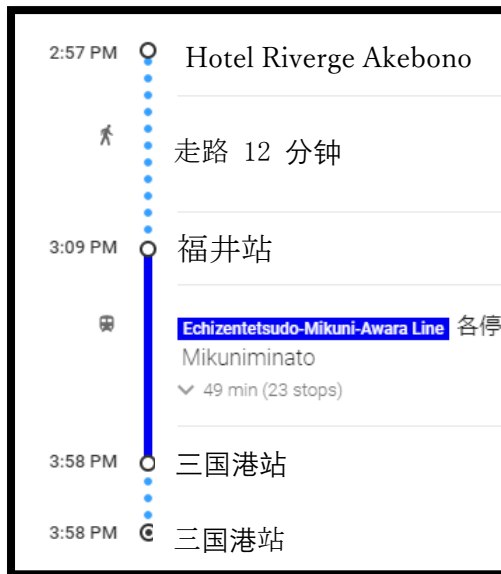 2:57 PM Hotel Riverge Akebono
走路 12 分钟
3:09 PM 福井站
Echizentetsudo-Mikuni-Awara Line 各停
Mikuniminato
49 min (23 stops)
3:58 PM 三国港站
3:58 PM 三国港站